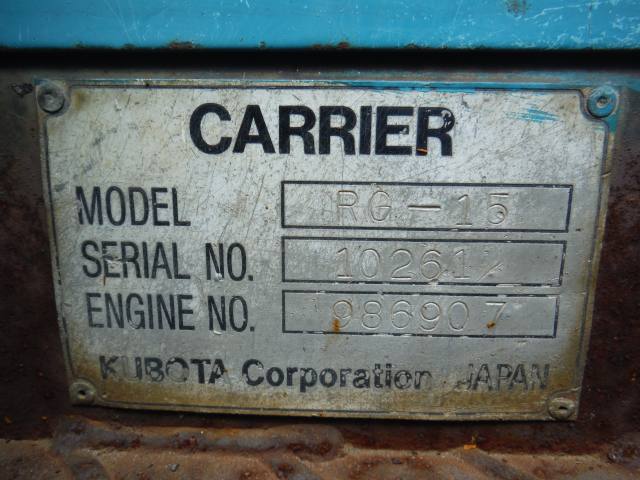 CARRIER
MODEL RG-15
SERIAL NO. 10261
ENGINE NO. 986907
KUBOTA Corporation JAPAN